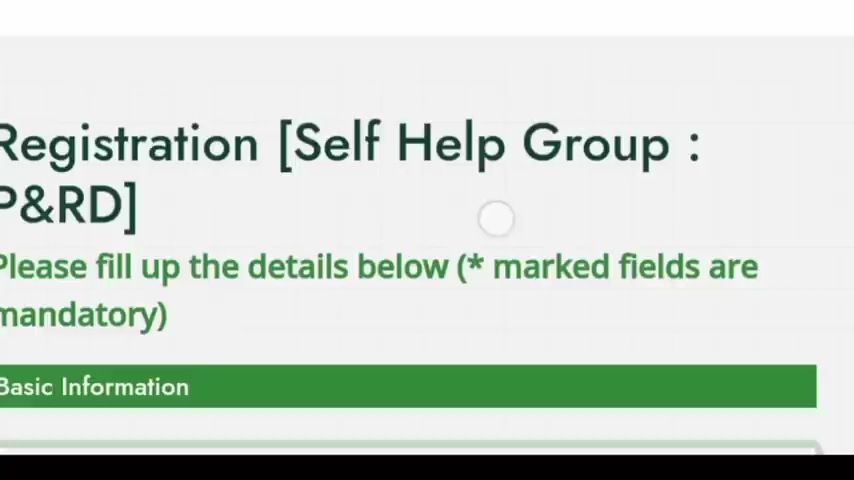 Registration [Self Help Group :
P&RD]
Please fill up the details below (* marked fields are
mandatory)
Basic Information